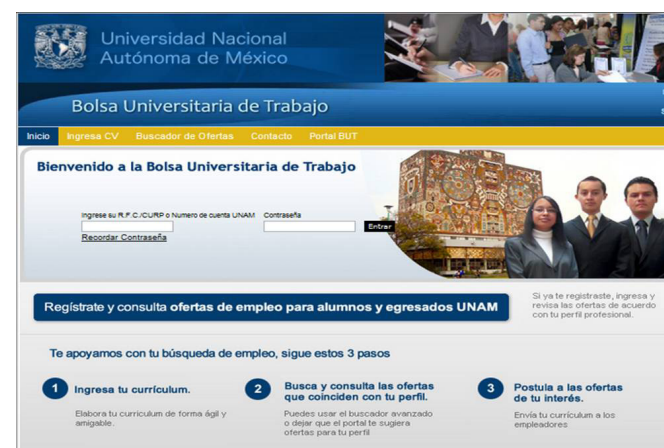 Universidad Nacional
Autónoma de México
Bolsa Universitaria de Trabajo
Inicio Ingresa CV Buscador de Ofertas Contacto Portal BUT
Bienvenido a la Bolsa Universitaria de Trabajo
Ingrese su R.F.C./CURP o Numero de cuenta UNAM Contraseña
Entrar
Recordar Contraseña
Regístrate y consulta ofertas de empleo para alumnos y egresados UNAM
Si ya te registraste, ingresa y
revisa las ofertas de acuerdo
con tu perfil profesional.
Te apoyamos con tu búsqueda de empleo, sigue estos 3 pasos
1 Ingresa tu currículum.
Elabora tu curriculum de forma ágil y
amigable.
2 Busca y consulta las ofertas
que coinciden con tu perfil.
Puedes usar el buscador avanzado
o dejar que el portal te sugiera
ofertas para tu perfil
3 Postula a las ofertas
de tu interés.
Envía tu curriculum a los
empleadores